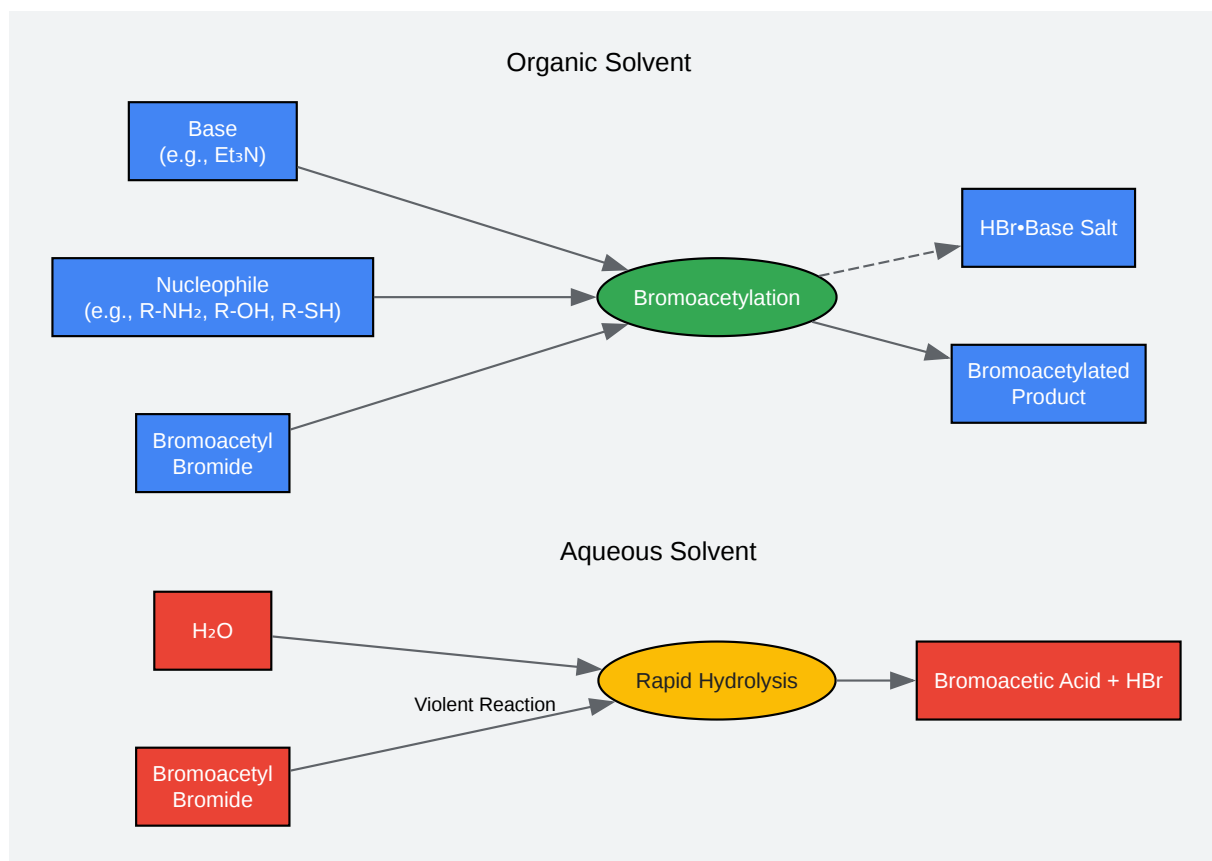 Organic Solvent
Base
(e.g., Et₃N)
HBr•Base Salt
Nucleophile
(e.g., R-NH₂, R-OH, R-SH)
Bromoacetylation
Bromoacetylated
Product
Bromoacetyl
Bromide
Aqueous Solvent
H₂O
Rapid Hydrolysis
Bromoacetic Acid + HBr
Violent Reaction
Bromoacetyl
Bromide